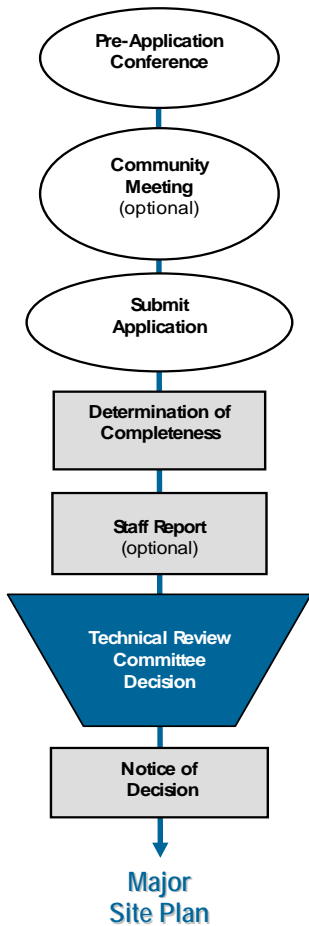 Pre-Application
Conference
Community
Meeting
(optional)
Submit
Application
Determination of
Completeness
Staff Report
(optional)
Technical Review
Committee
Decision
Notice of
Decision
Major
Site Plan